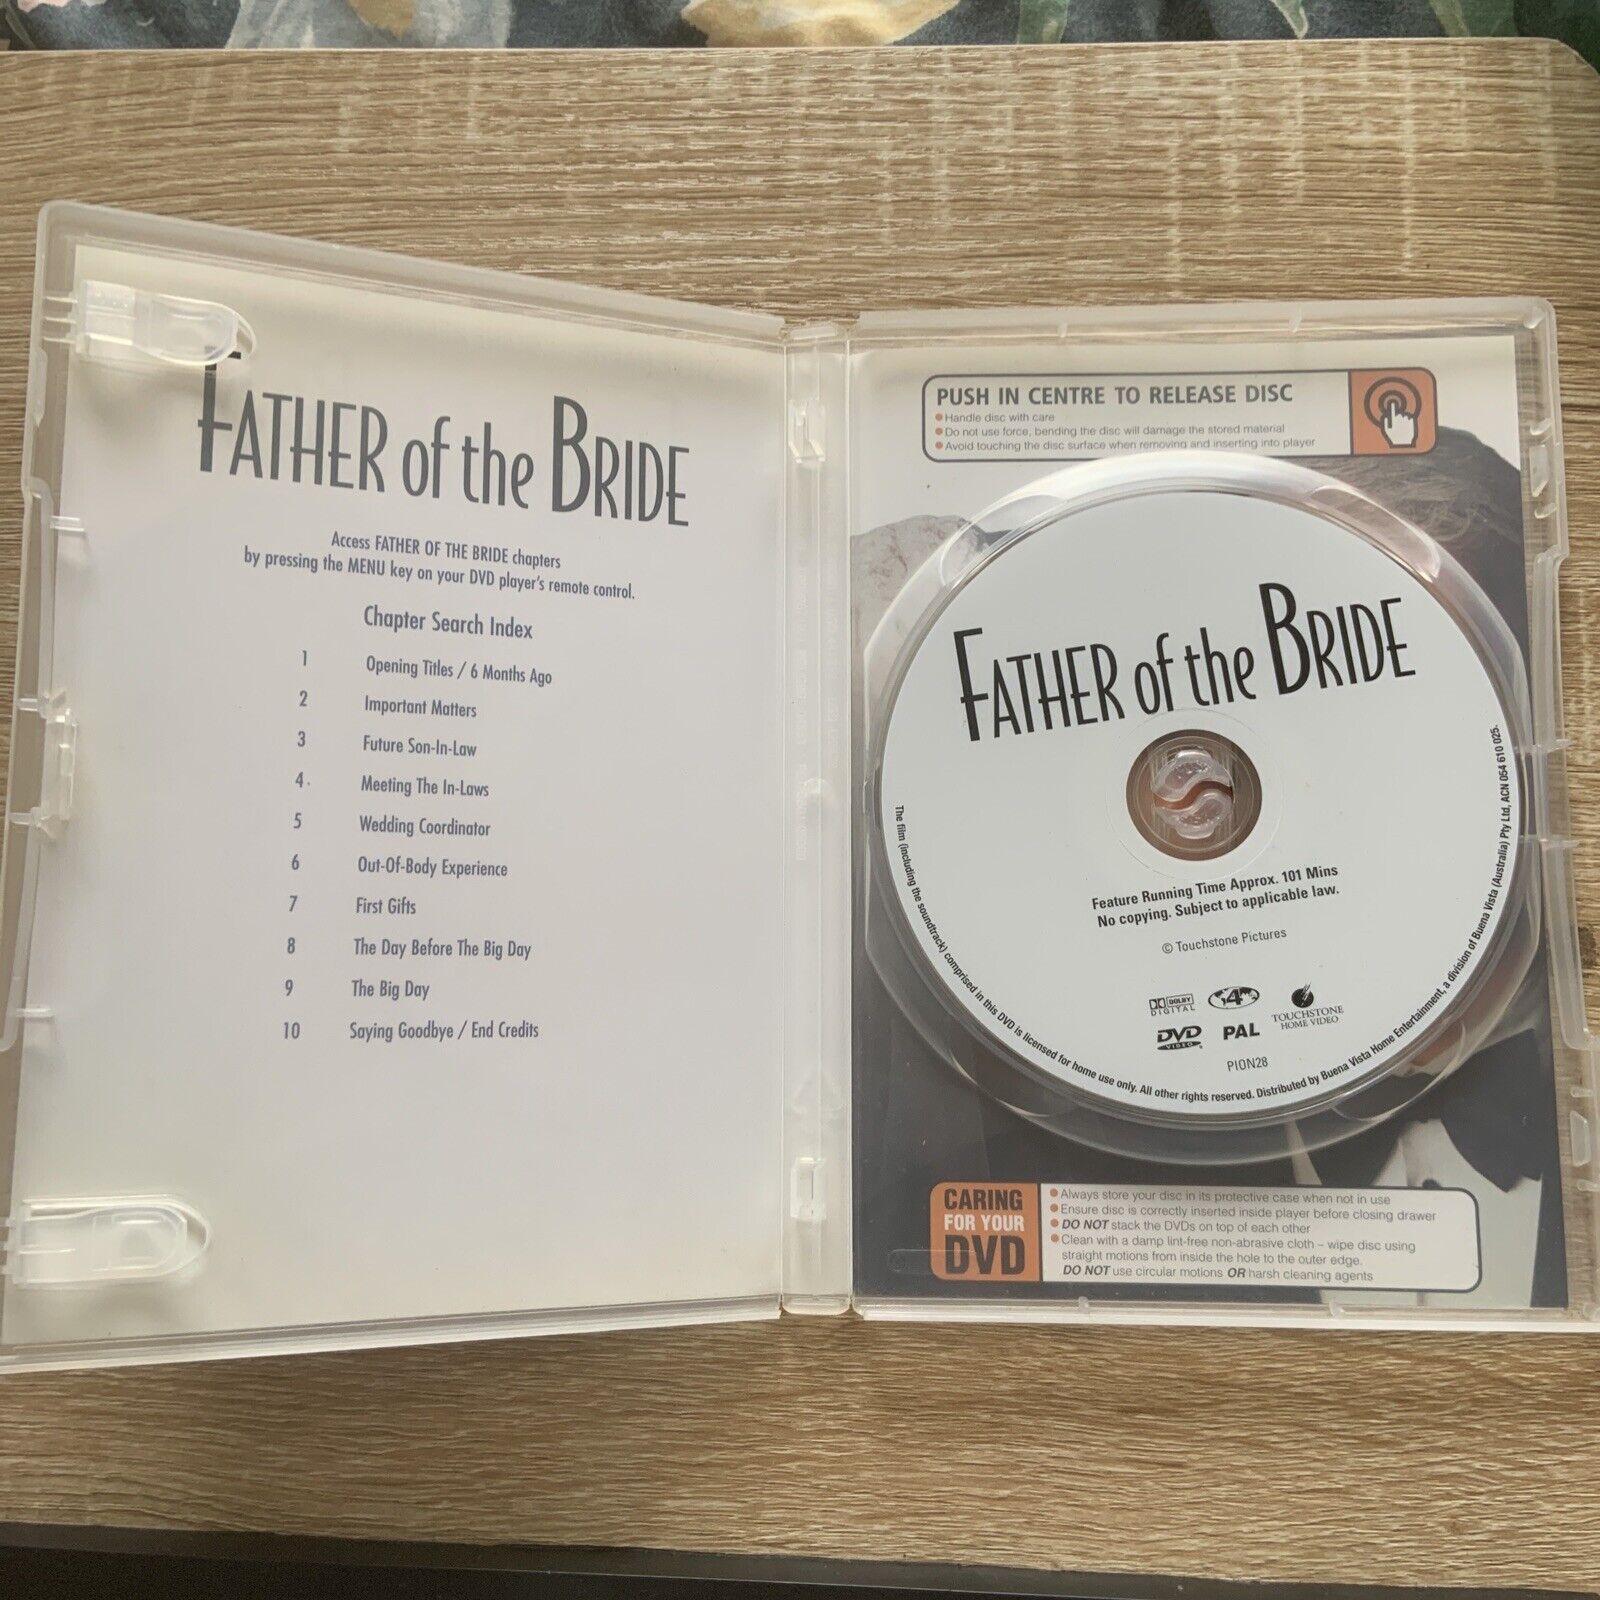 FATHER of the BRIDE
Access FATHER OF THE BRIDE chapters
by pressing the MENU key on your DVD player's remote control.
Chapter Search Index
1 Opening Titles / 6 Months Ago
2 Important Matters
3 Future Son-In-Law
4 Meeting The In-Laws
5 Wedding Coordinator
6 Out-Of-Body Experience
7 First Gifts
8 The Day Before The Big Day
9 The Big Day
10 Saying Goodbye / End Credits
PUSH IN CENTRE TO RELEASE DISC
Handle disc with care
Do not use force, bending the disc will damage the stored material
Avoid touching the disc surface when removing and inserting into player
FATHER of the BRIDE
Feature Running Time Approx. 101 Mins
No copying. Subject to applicable law.
© Touchstone Pictures
DOLBY
DIGITAL
4
TOUCHSTONE
HOME VIDEO
DVD
VIDEO
PAL
PION28
The film (including the soundtrack) comprised in this DVD is licensed for home use only. All other rights reserved. Distributed by Buena Vista Home Entertainment, a division of Buena Vista (Australia) Pty Ltd, ACN 054 610 025.
CARING
FOR YOUR
DVD
Always store your disc in its protective case when not in use
Ensure disc is correctly inserted inside player before closing drawer
DO NOT stack the DVDs on top of each other
Clean with a damp lint-free non-abrasive cloth – wipe disc using
straight motions from inside the hole to the outer edge.
DO NOT use circular motions OR harsh cleaning agents